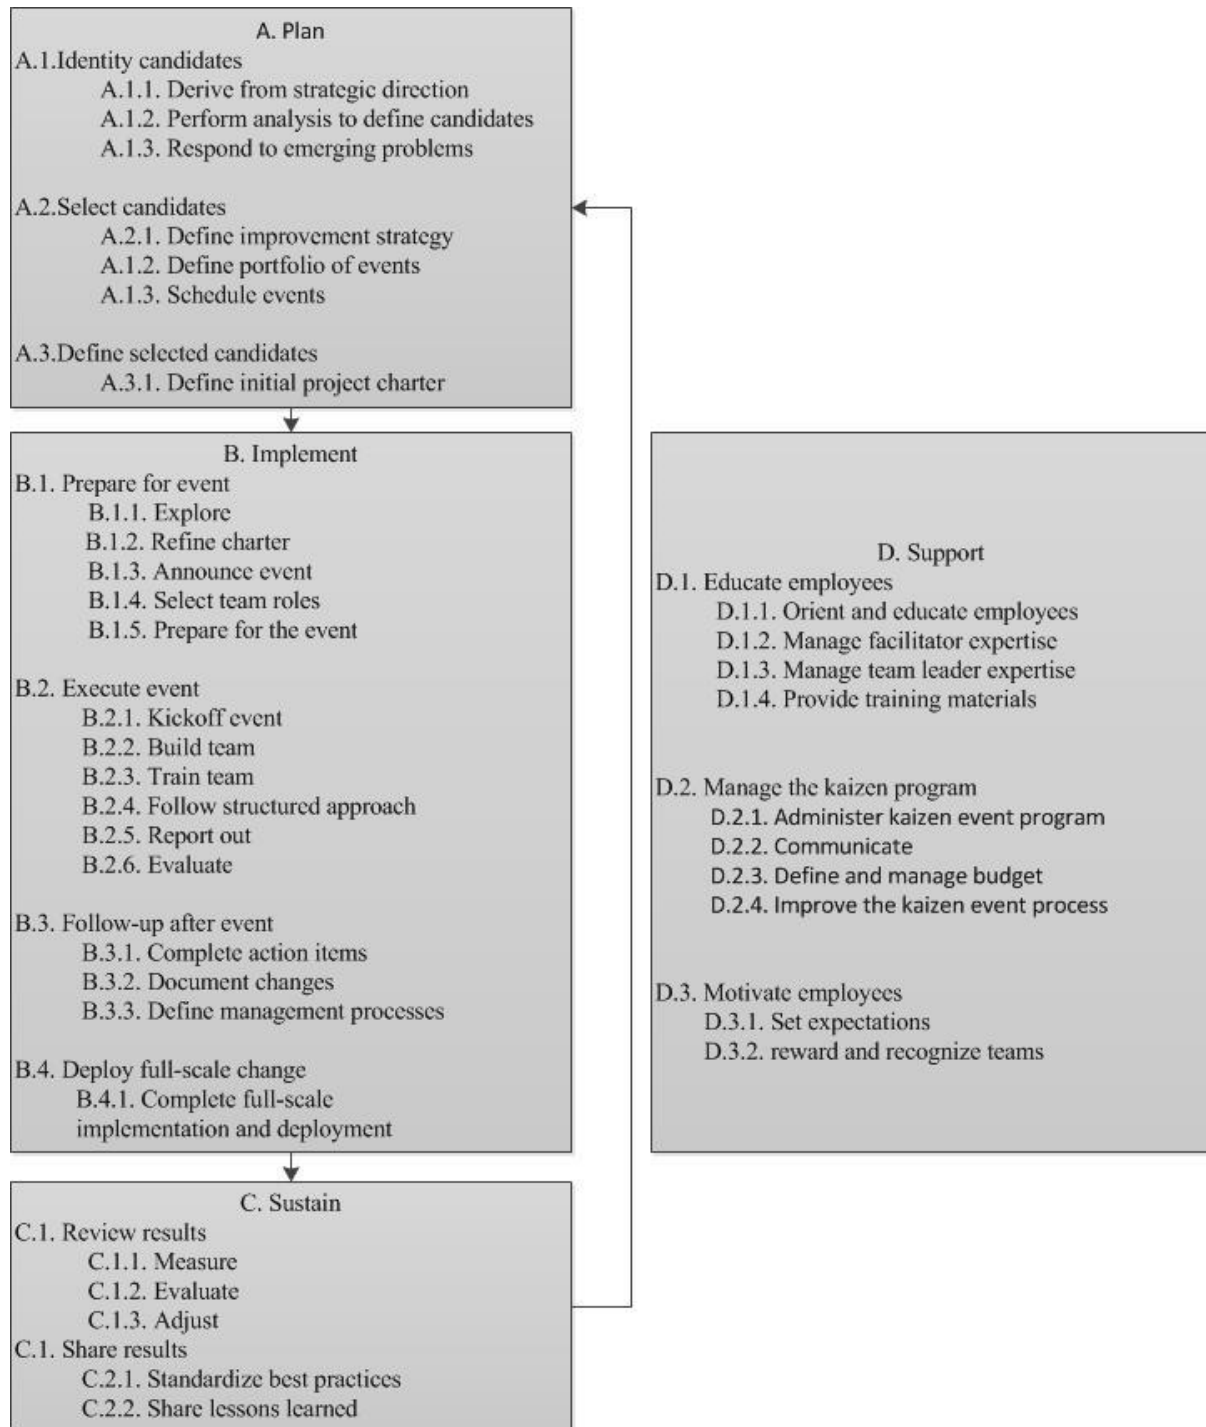 A. Plan
A.1.Identity candidates
A.1.1. Derive from strategic direction
A.1.2. Perform analysis to define candidates
A.1.3. Respond to emerging problems
A.2.Select candidates
A.2.1. Define improvement strategy
A.1.2. Define portfolio of events
A.1.3. Schedule events
A.3.Define selected candidates
A.3.1. Define initial project charter
B. Implement
B.1. Prepare for event
B.1.1. Explore
B.1.2. Refine charter
B.1.3. Announce event
B.1.4. Select team roles
B.1.5. Prepare for the event
B.2. Execute event
B.2.1. Kickoff event
B.2.2. Build team
B.2.3. Train team
B.2.4. Follow structured approach
B.2.5. Report out
B.2.6. Evaluate
B.3. Follow-up after event
B.3.1. Complete action items
B.3.2. Document changes
B.3.3. Define management processes
B.4. Deploy full-scale change
B.4.1. Complete full-scale
implementation and deployment
C. Sustain
C.1. Review results
C.1.1. Measure
C.1.2. Evaluate
C.1.3. Adjust
C.1. Share results
C.2.1. Standardize best practices
C.2.2. Share lessons learned
D. Support
D.1. Educate employees
D.1.1. Orient and educate employees
D.1.2. Manage facilitator expertise
D.1.3. Manage team leader expertise
D.1.4. Provide training materials
D.2. Manage the kaizen program
D.2.1. Administer kaizen event program
D.2.2. Communicate
D.2.3. Define and manage budget
D.2.4. Improve the kaizen event process
D.3. Motivate employees
D.3.1. Set expectations
D.3.2. reward and recognize teams